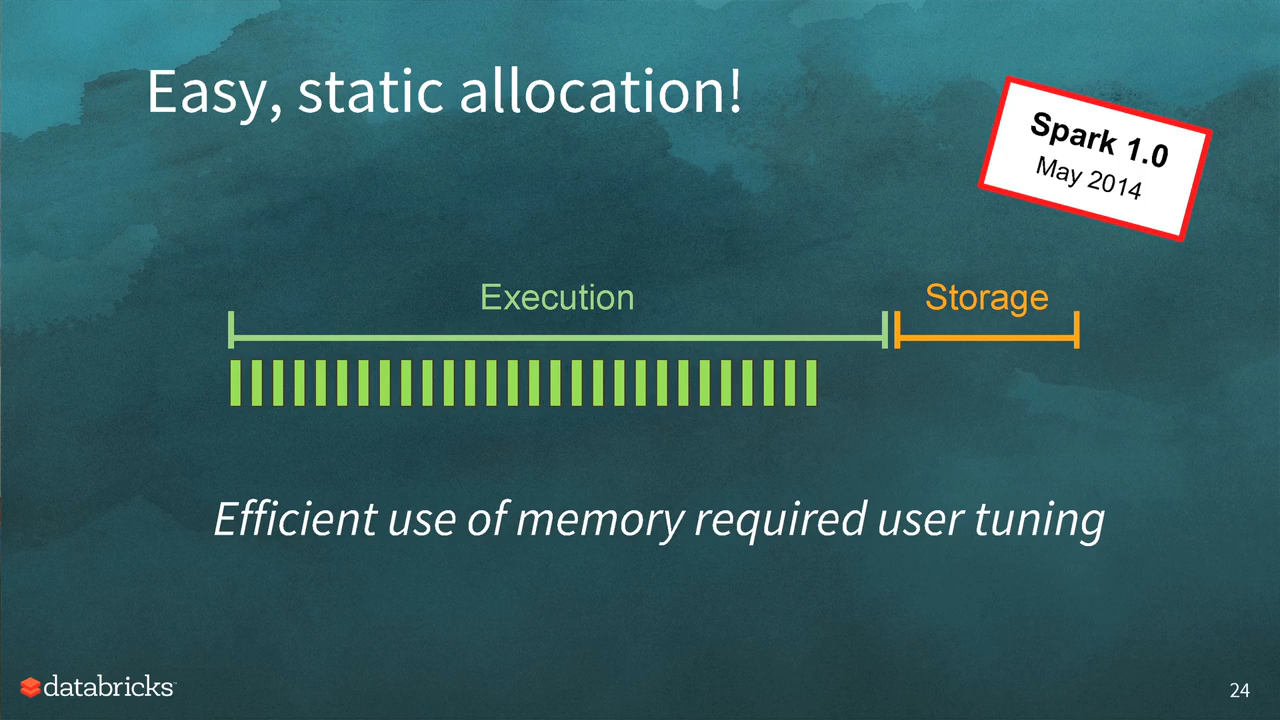 Easy, static allocation!
Spark 1.0
May 2014
Execution
Storage
Efficient use of memory required user tuning
databricks
24